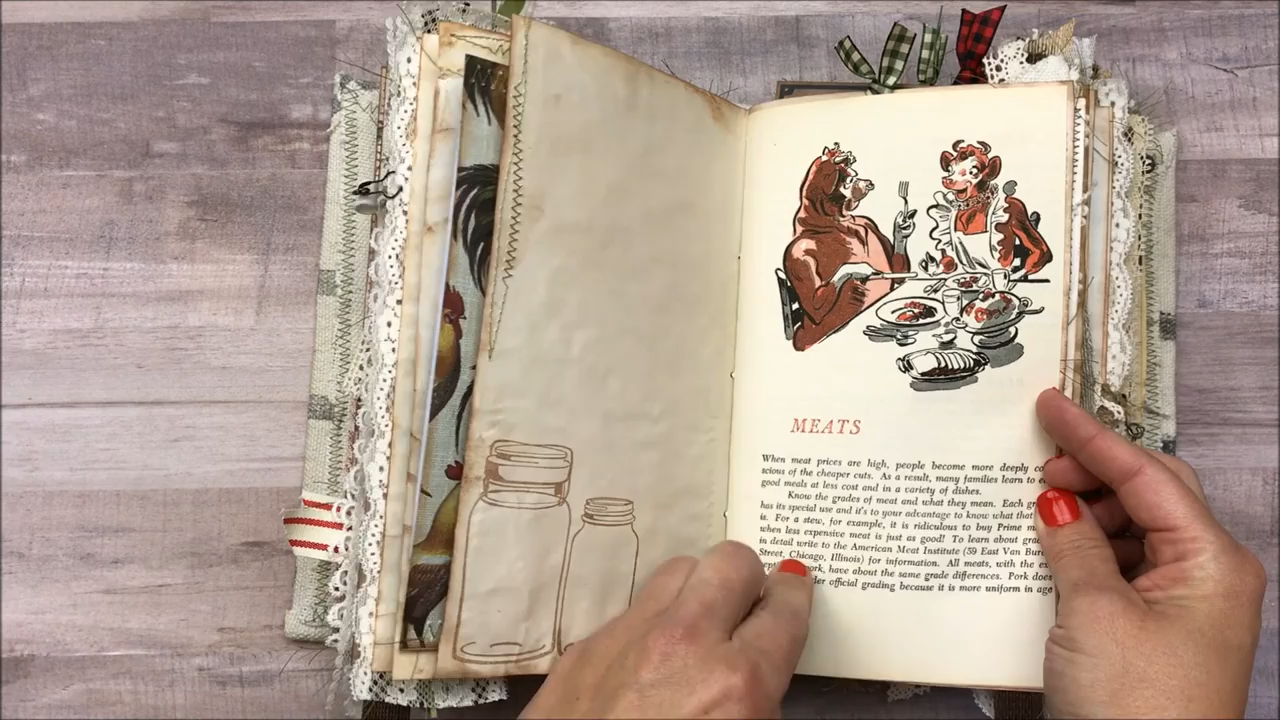 MEATS
When meat prices are high, people become more deeply co
scious of the cheaper cuts. As a result, many families learn to e
good meals at less cost and in a variety of dishes.
Know the grades of meat and what they mean. Each gr
has its special use and it's to your advantage to know what that
is. For a stew, for example, it is ridiculous to buy Prime m
when less expensive meat is just as good! To learn about grad
in detail write to the American Meat Institute (59 East Van Bure
Street, Chicago, Illinois) for information. All meats, with the ex
ept ork, have about the same grade differences. Pork does
der official grading because it is more uniform in age